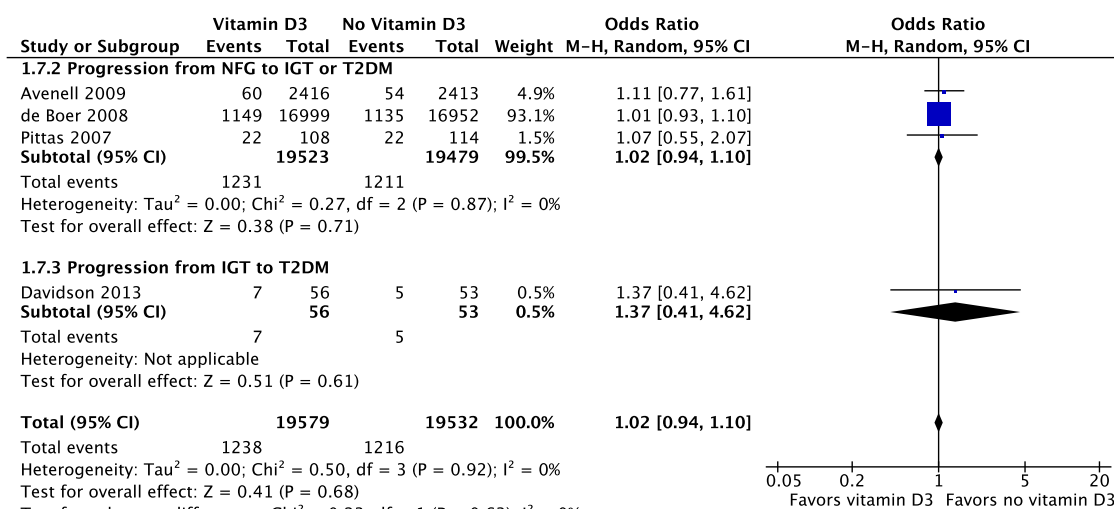 Vitamin D3 No Vitamin D3 Odds Ratio Odds Ratio
Study or Subgroup Events Total Events Total Weight M-H, Random, 95% CI M-H, Random, 95% CI
1.7.2 Progression from NFG to IGT or T2DM
Avenell 2009 60 2416 54 2413 4.9% 1.11 [0.77, 1.61]
de Boer 2008 1149 16999 1135 16952 93.1% 1.01 [0.93, 1.10]
Pittas 2007 22 108 22 114 1.5% 1.07 [0.55, 2.07]
Subtotal (95% CI) 19523 19479 99.5% 1.02 [0.94, 1.10]
Total events 1231 1211
Heterogeneity: Tau² = 0.00; Chi² = 0.27, df = 2 (P = 0.87); I² = 0%
Test for overall effect: Z = 0.38 (P = 0.71)
1.7.3 Progression from IGT to T2DM
Davidson 2013 7 56 5 53 0.5% 1.37 [0.41, 4.62]
Subtotal (95% CI) 56 53 0.5% 1.37 [0.41, 4.62]
Total events 7 5
Heterogeneity: Not applicable
Test for overall effect: Z = 0.51 (P = 0.61)
Total (95% CI) 19579 19532 100.0% 1.02 [0.94, 1.10]
Total events 1238 1216
Heterogeneity: Tau² = 0.00; Chi² = 0.50, df = 3 (P = 0.92); I² = 0%
Test for overall effect: Z = 0.41 (P = 0.68)
0.05 0.2 1 5 20
Favors vitamin D3 Favors no vitamin D3